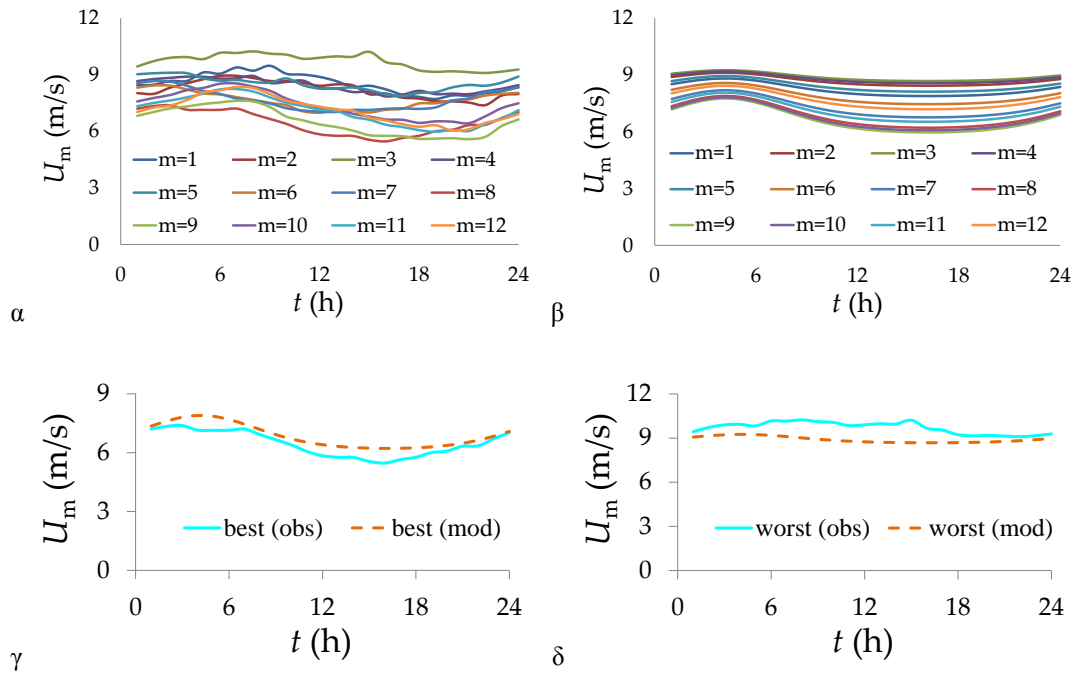 12
9
6
3
0
U_m (m/s)
m=1 m=2 m=3 m=4
m=5 m=6 m=7 m=8
m=9 m=10 m=11 m=12
0 6 12 18 24
t (h)
α
12
9
6
3
0
U_m (m/s)
m=1 m=2 m=3 m=4
m=5 m=6 m=7 m=8
m=9 m=10 m=11 m=12
0 6 12 18 24
t (h)
β
9
6
3
0
U_m (m/s)
best (obs) best (mod)
0 6 12 18 24
t (h)
γ
12
9
6
3
0
U_m (m/s)
worst (obs) worst (mod)
0 6 12 18 24
t (h)
δ